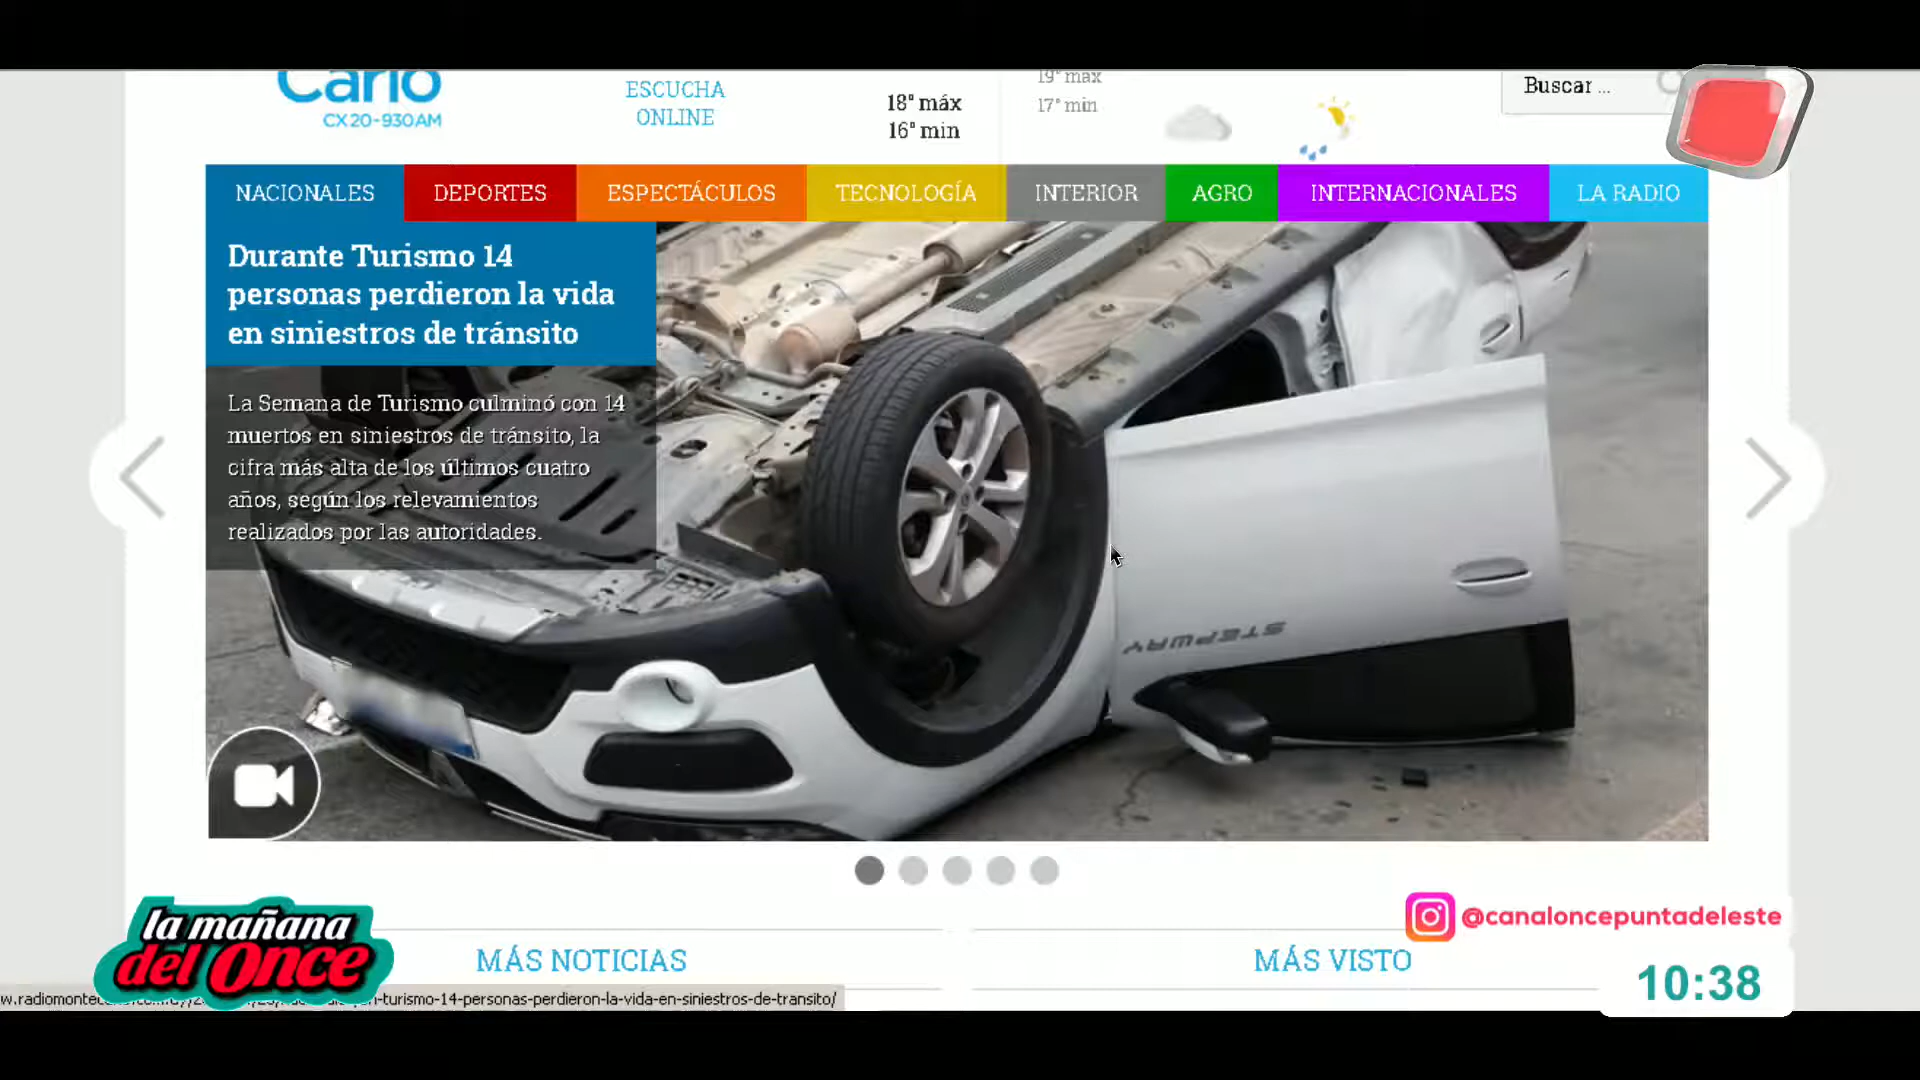 Carlo
CX20-930AM
ESCUCHA
ONLINE
18° máx
16° min
19° max
17° min
Buscar ...
NACIONALES
DEPORTES
ESPECTÁCULOS
TECNOLOGÍA
INTERIOR
AGRO
INTERNACIONALES
LA RADIO
Durante Turismo 14
personas perdieron la vida
en siniestros de tránsito
La Semana de Turismo culminó con 14
muertos en siniestros de tránsito, la
cifra más alta de los últimos cuatro
años, según los relevamientos
realizados por las autoridades.
STEPWAY
la mañana
del Once
MÁS NOTICIAS
MÁS VISTO
@canaloncepuntadeleste
10:38
-turismo-14-personas-perdieron-la-vida-en-siniestros-de-transito/